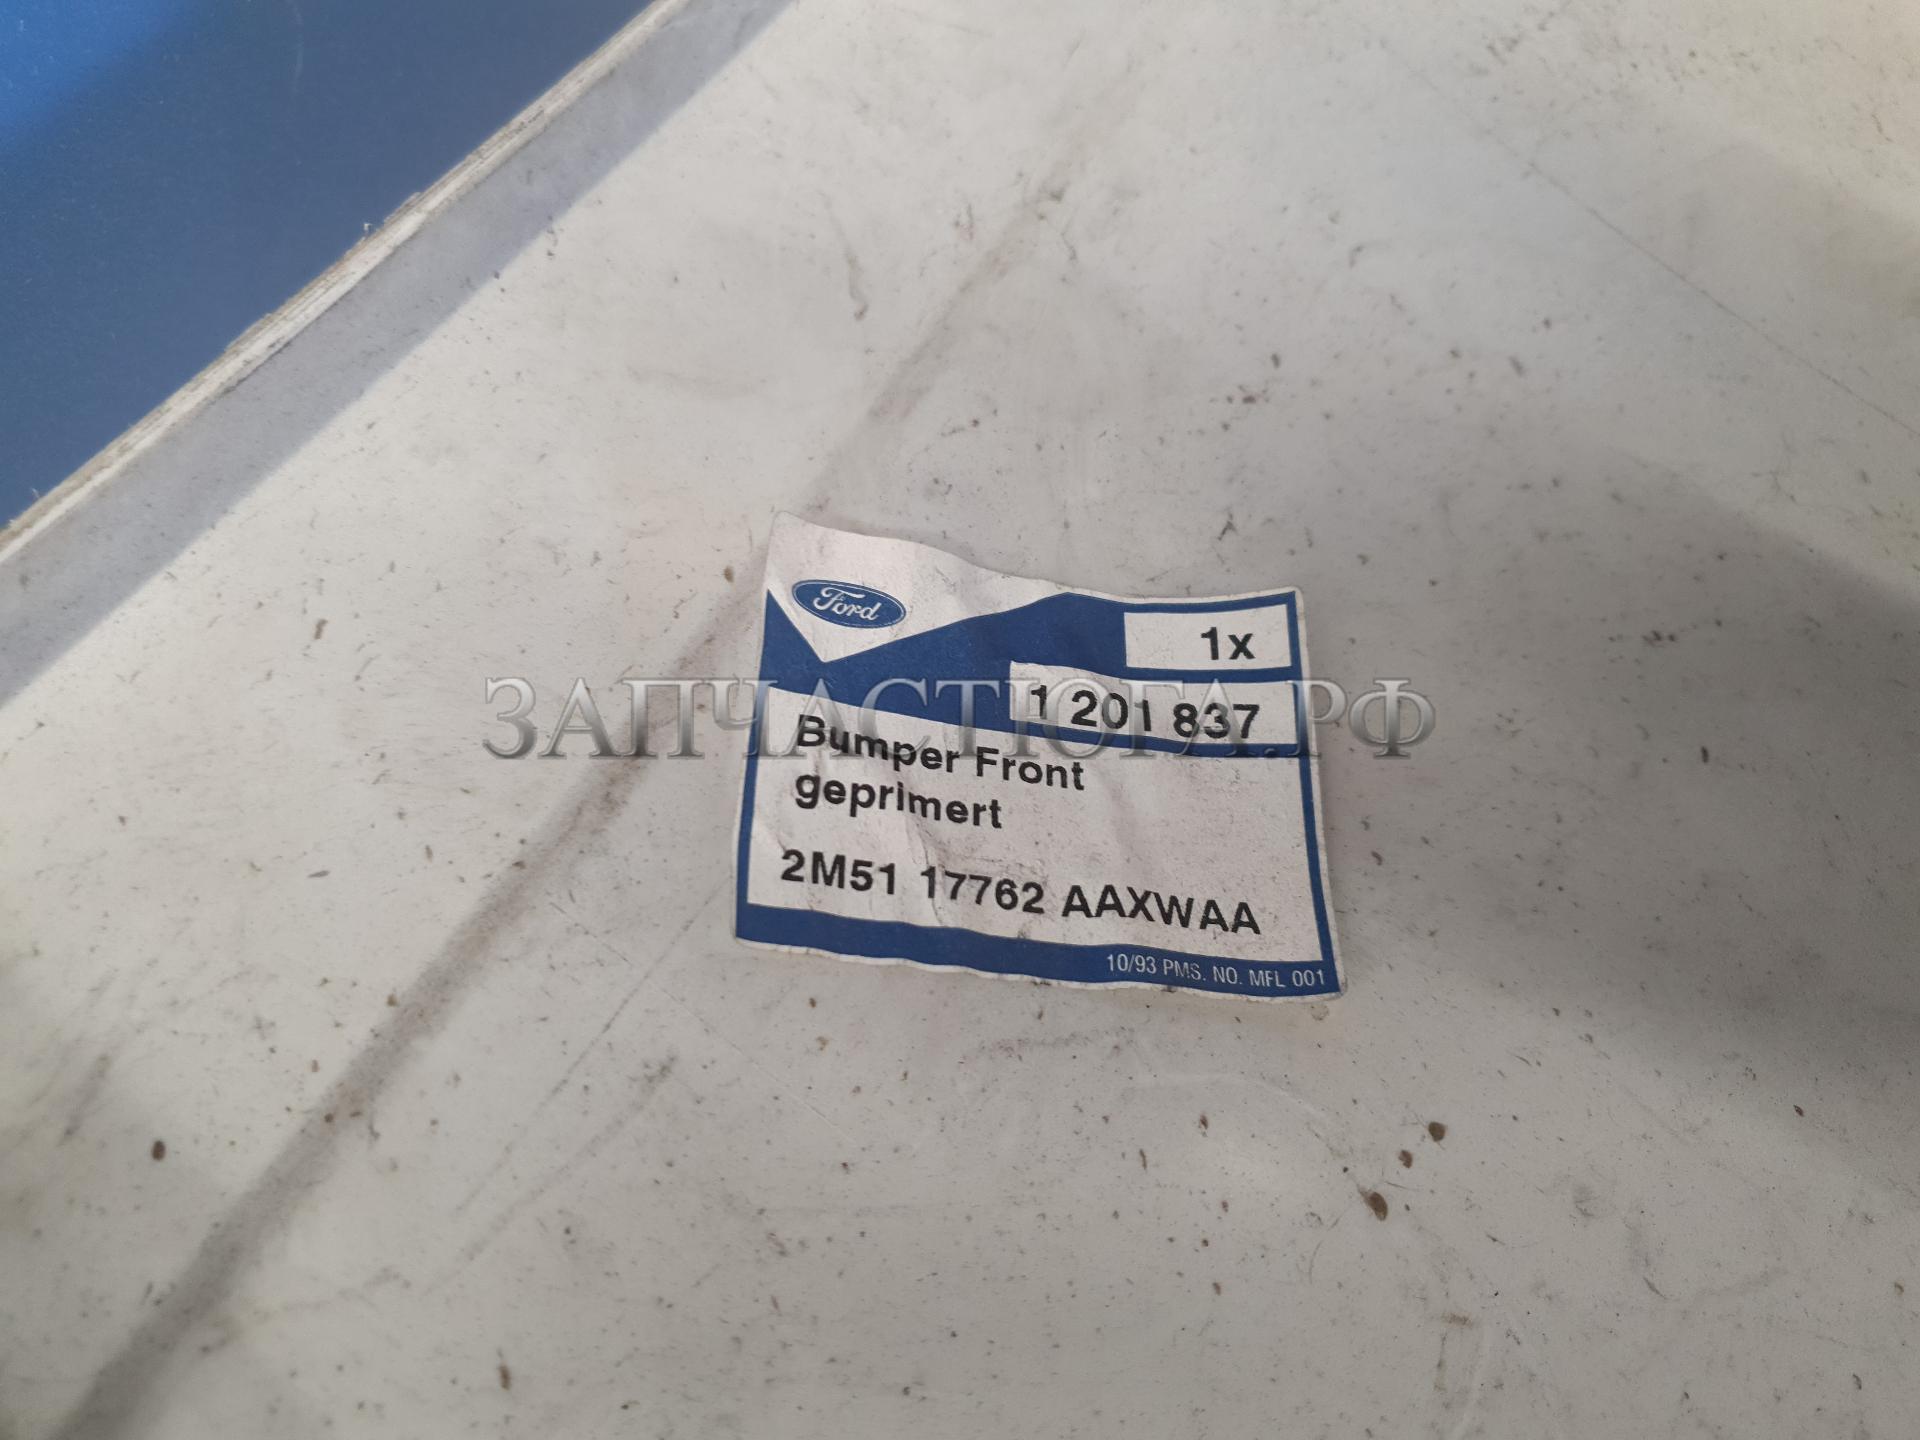 Ford
1x
1 201 837
ЗАПЧАСТЮГА.РФ
Bumper Front
geprimert
2M51 17762 AAXWAA
10/93 PMS. NO. MFL 001